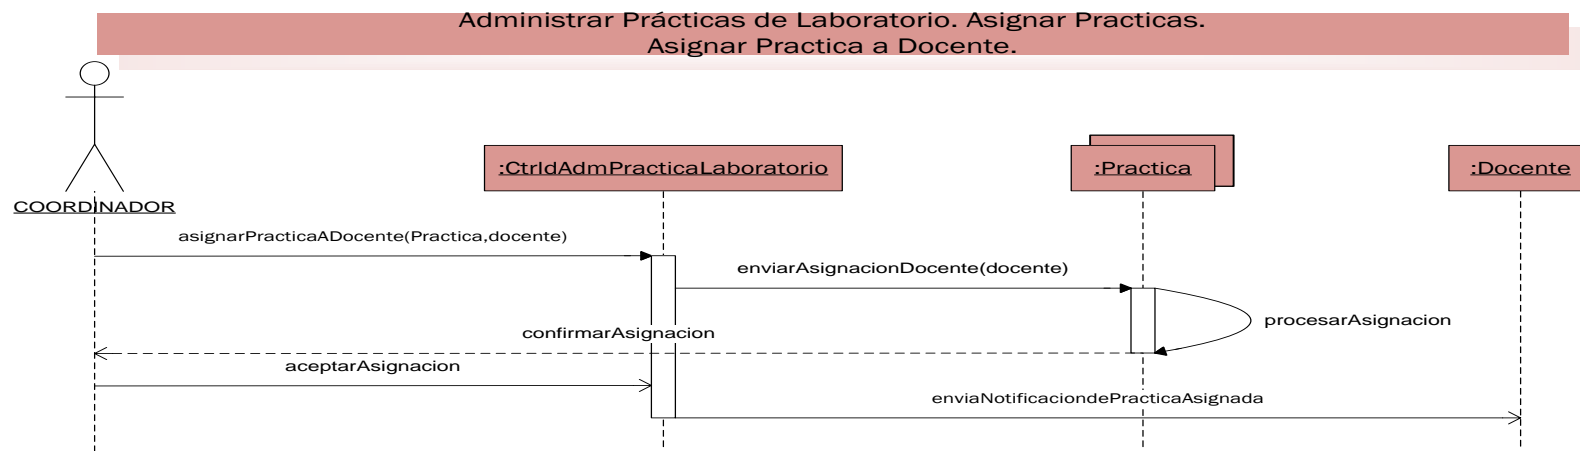 Administrar Prácticas de Laboratorio. Asignar Practicas.
Asignar Practica a Docente.
COORDINADOR
:CtrldAdmPracticaLaboratorio
:Practica
:Docente
asignarPracticaADocente(Practica,docente)
enviarAsignacionDocente(docente)
procesarAsignacion
confirmarAsignacion
aceptarAsignacion
enviaNotificaciondePracticaAsignada